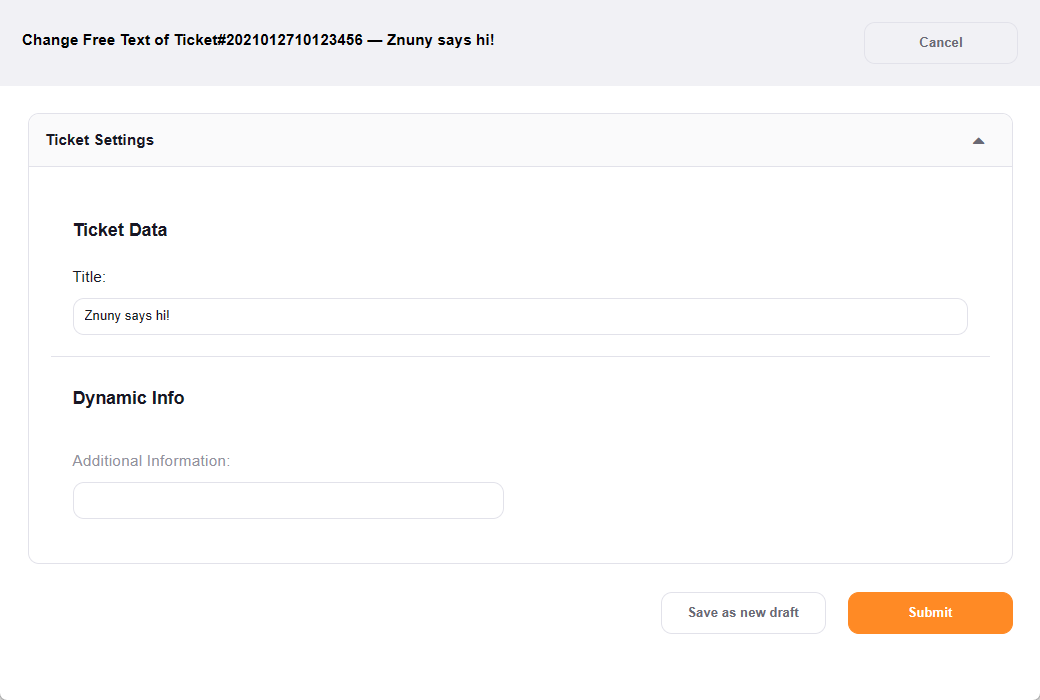 Change Free Text of Ticket#2021012710123456 — Znuny says hi!
Cancel
Ticket Settings
Ticket Data
Title:
Znuny says hi!
Dynamic Info
Additional Information:
Save as new draft
Submit